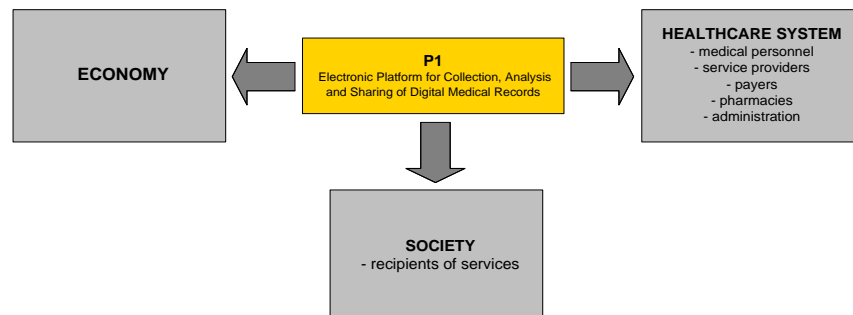 ECONOMY
P1
Electronic Platform for Collection, Analysis
and Sharing of Digital Medical Records
HEALTHCARE SYSTEM
- medical personnel
- service providers
- payers
- pharmacies
- administration
SOCIETY
- recipients of services